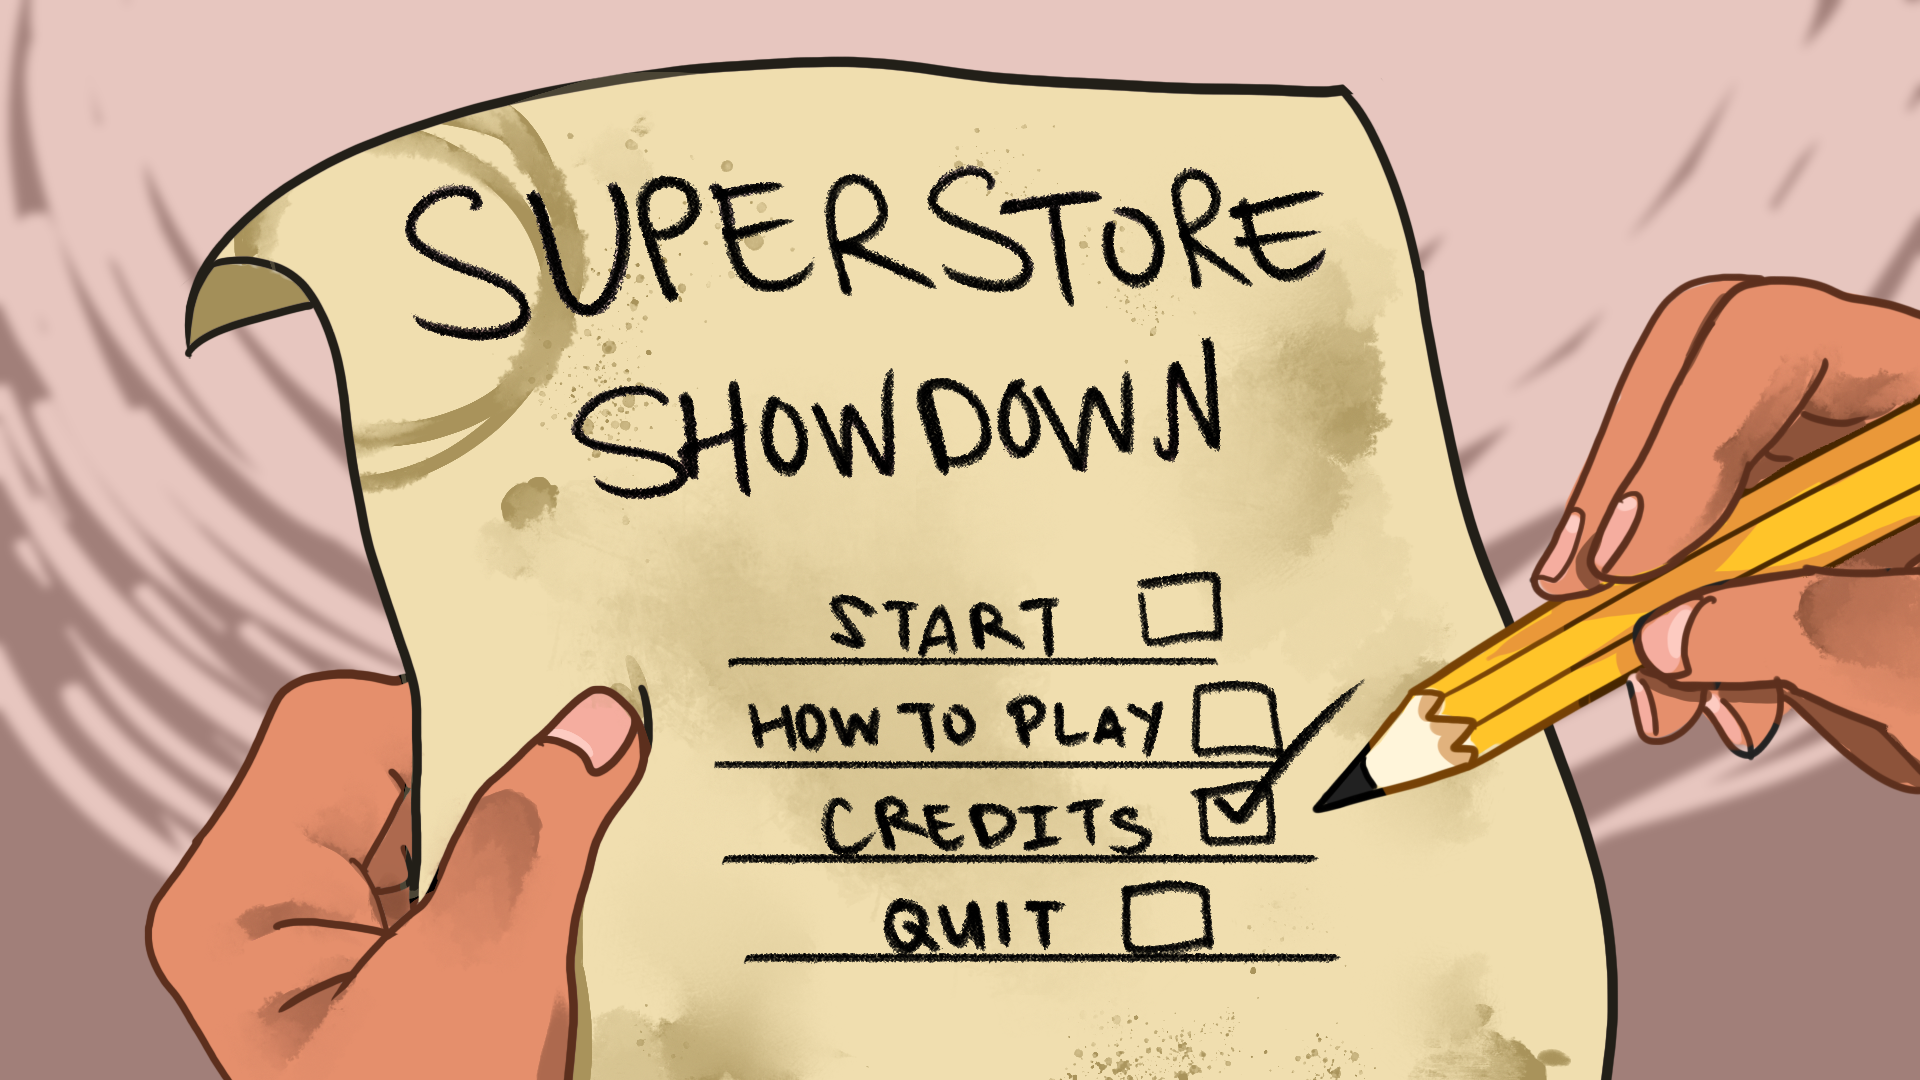 SUPERSTORE
SHOWDOWN
START
HOW TO PLAY
CREDITS
QUIT